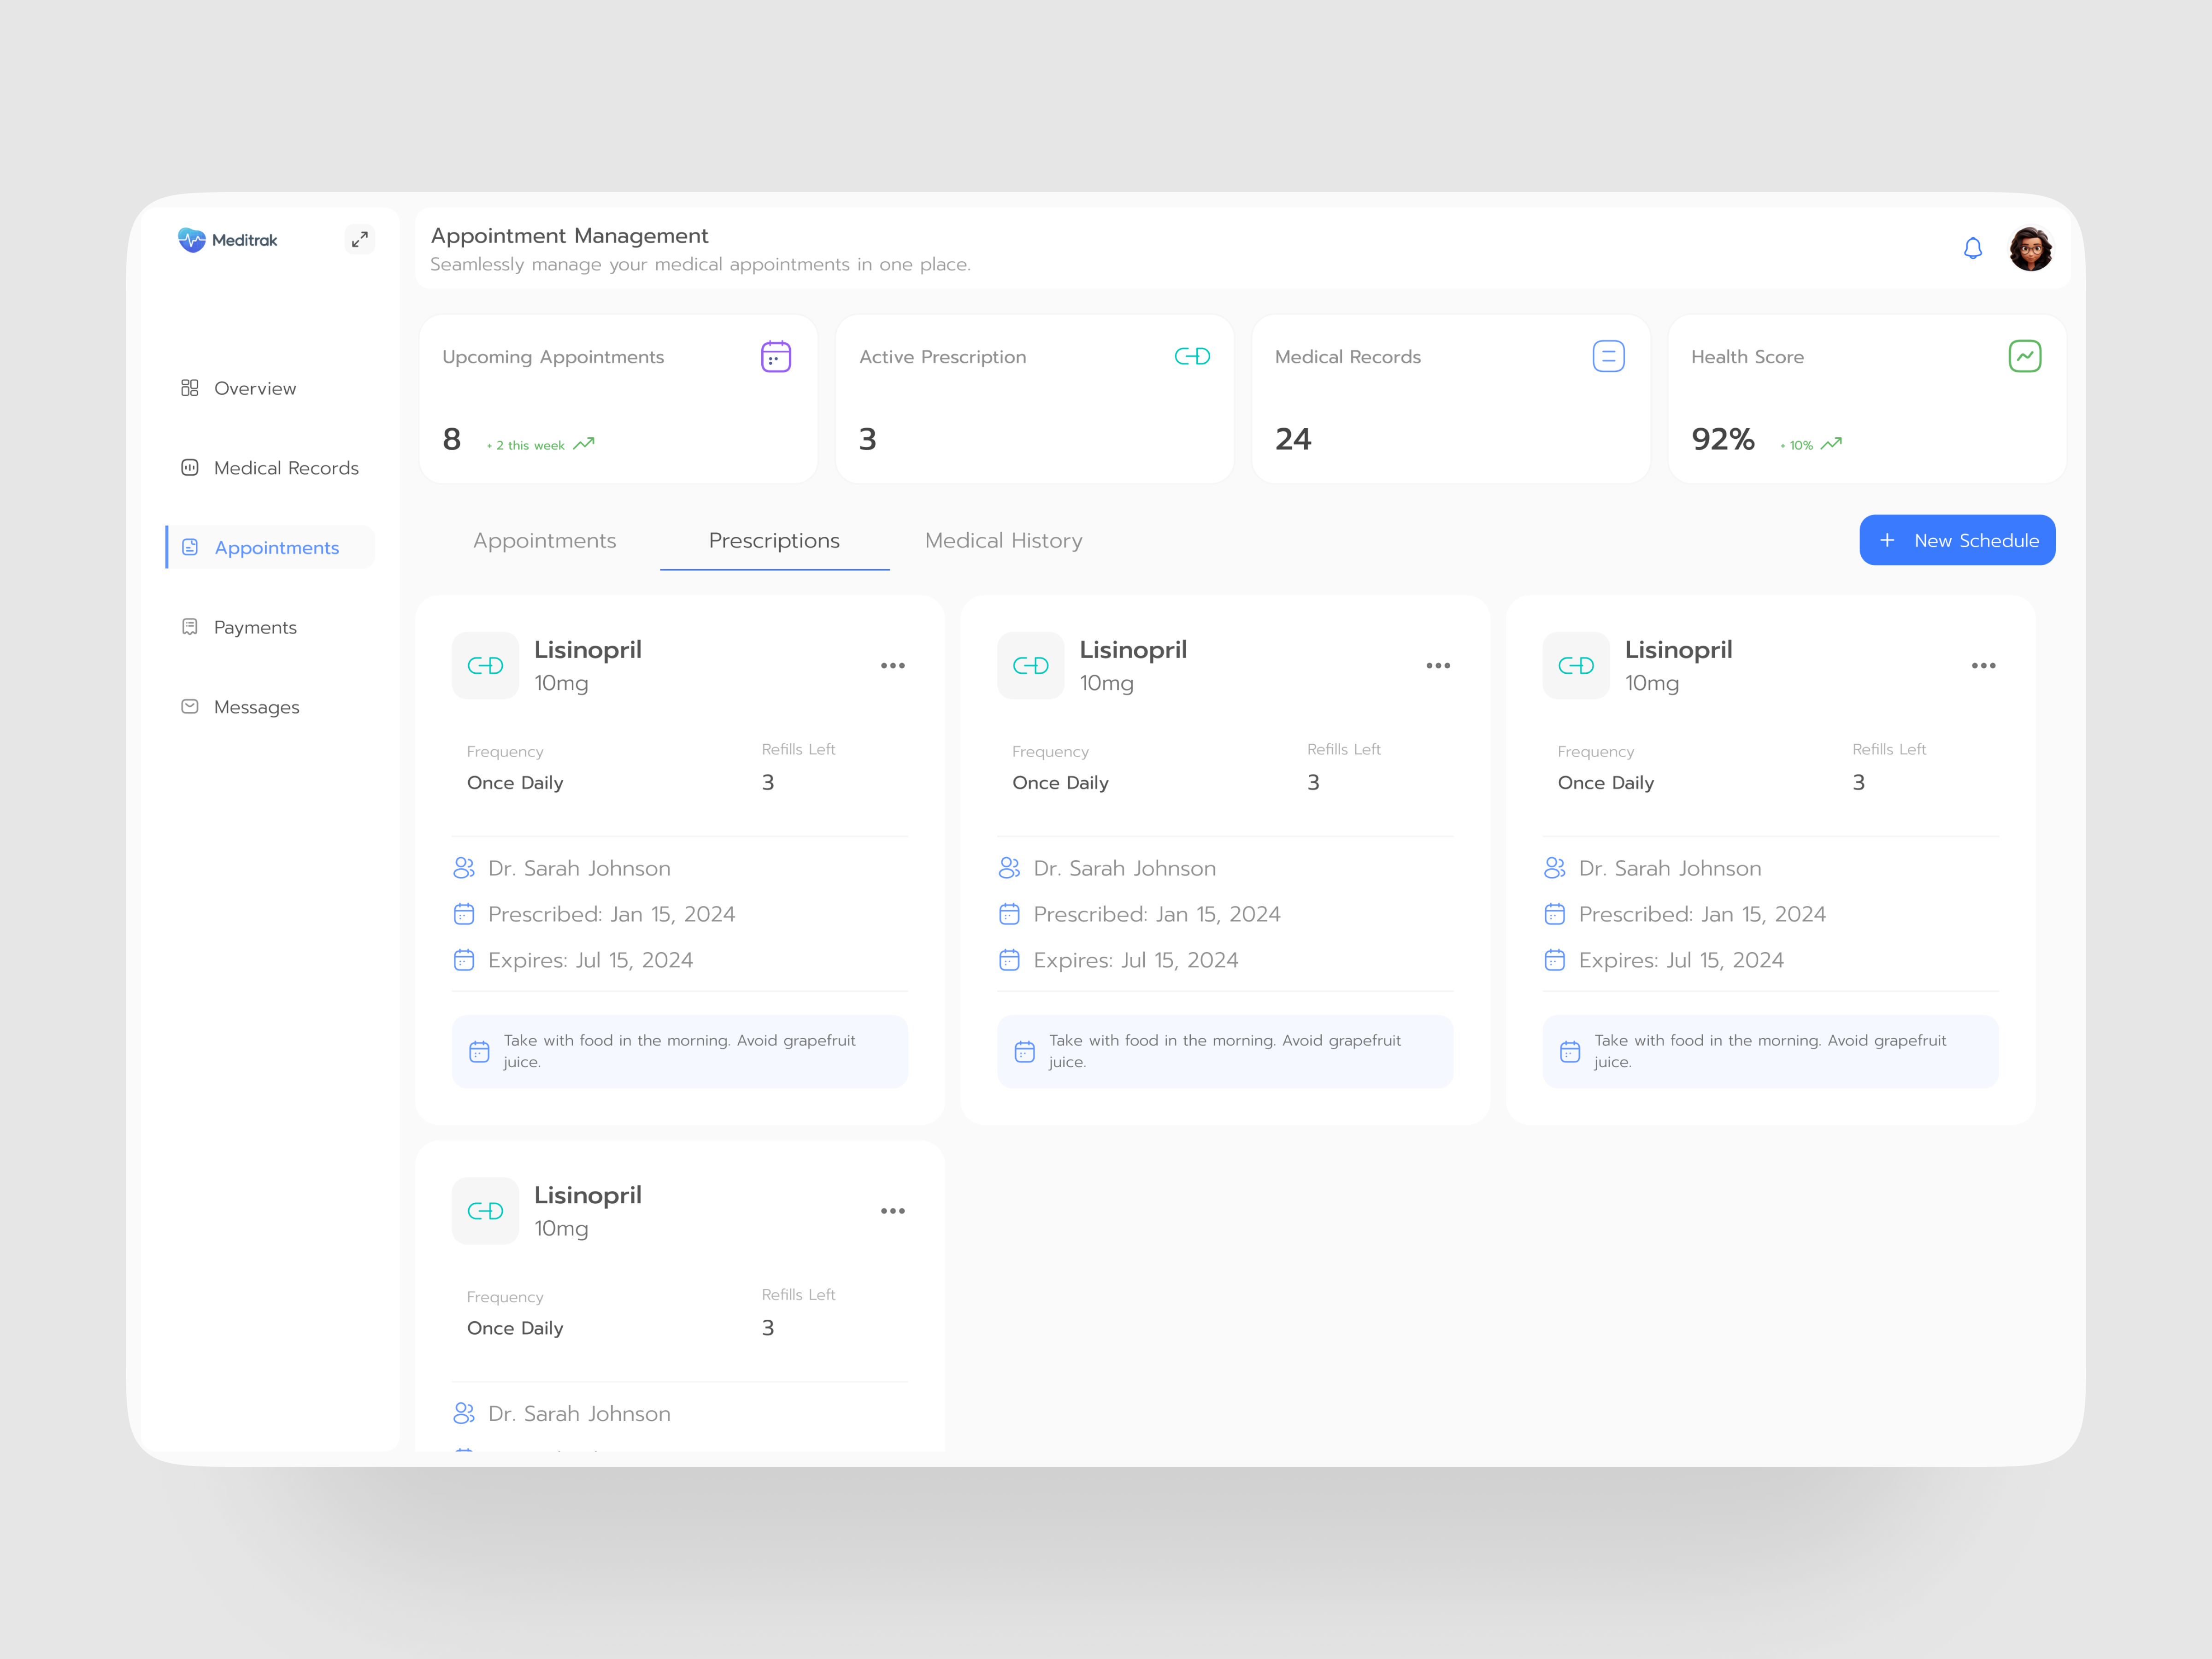 Meditrak
Appointment Management
Seamlessly manage your medical appointments in one place.
Overview
Medical Records
Appointments
Payments
Messages
Upcoming Appointments
8 + 2 this week
Active Prescription
3
Medical Records
24
Health Score
92% + 10%
Appointments Prescriptions Medical History
+ New Schedule
Lisinopril
10mg
Frequency Refills Left
Once Daily 3
Dr. Sarah Johnson
Prescribed: Jan 15, 2024
Expires: Jul 15, 2024
Take with food in the morning. Avoid grapefruit
juice.
Lisinopril
10mg
Frequency Refills Left
Once Daily 3
Dr. Sarah Johnson
Prescribed: Jan 15, 2024
Expires: Jul 15, 2024
Take with food in the morning. Avoid grapefruit
juice.
Lisinopril
10mg
Frequency Refills Left
Once Daily 3
Dr. Sarah Johnson
Prescribed: Jan 15, 2024
Expires: Jul 15, 2024
Take with food in the morning. Avoid grapefruit
juice.
Lisinopril
10mg
Frequency Refills Left
Once Daily 3
Dr. Sarah Johnson